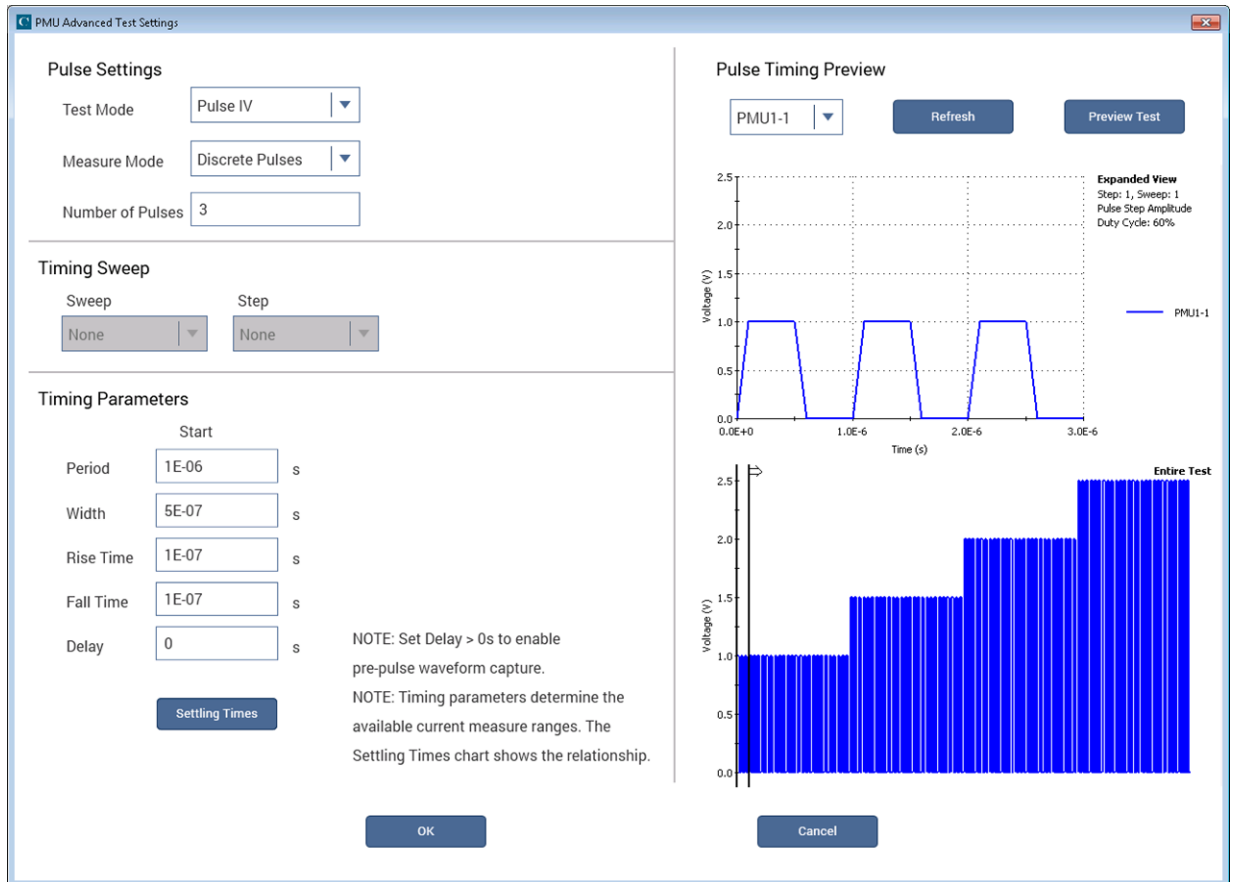 PMU Advanced Test Settings
Pulse Settings
Test Mode
Pulse IV
Measure Mode
Discrete Pulses
Number of Pulses
3
Timing Sweep
Sweep
Step
None
None
Timing Parameters
Start
Period
1E-06
s
Width
5E-07
s
Rise Time
1E-07
s
Fall Time
1E-07
s
Delay
0
s
Settling Times
NOTE: Set Delay > 0s to enable
pre-pulse waveform capture.
NOTE: Timing parameters determine the
available current measure ranges. The
Settling Times chart shows the relationship.
Pulse Timing Preview
PMU1-1
Refresh
Preview Test
2.5
2.0
1.5
1.0
0.5
0.0
Voltage (V)
0.0E+0
1.0E-6
2.0E-6
3.0E-6
Time (s)
Expanded View
Step: 1, Sweep: 1
Pulse Step Amplitude
Duty Cycle: 60%
PMU1-1
Entire Test
2.5
2.0
1.5
1.0
0.5
0.0
Voltage (V)
OK
Cancel